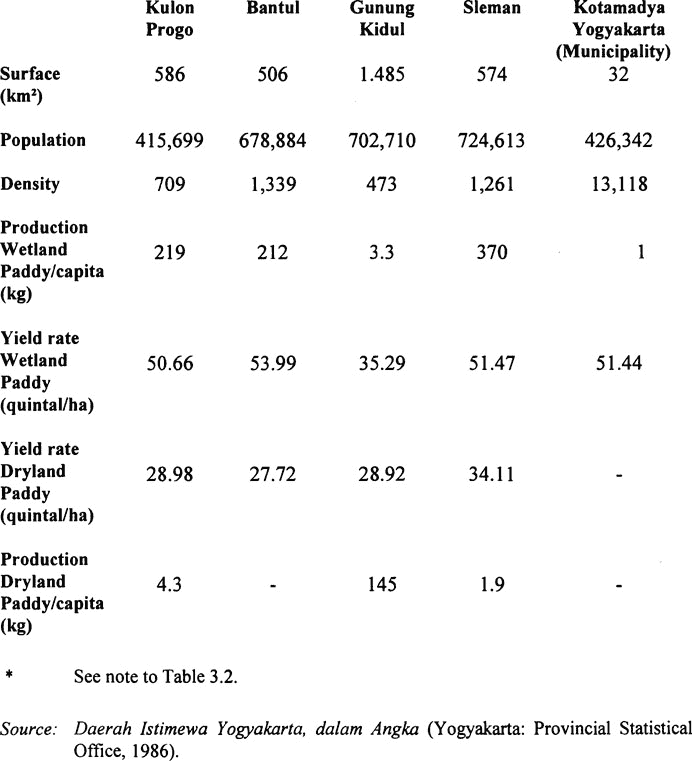 Kulon Progo Bantul Gunung Kidul Sleman Kotamadya Yogyakarta (Municipality)
Surface (km²) 586 506 1.485 574 32
Population 415,699 678,884 702,710 724,613 426,342
Density 709 1,339 473 1,261 13,118
Production Wetland Paddy/capita (kg) 219 212 3.3 370 1
Yield rate Wetland Paddy (quintal/ha) 50.66 53.99 35.29 51.47 51.44
Yield rate Dryland Paddy (quintal/ha) 28.98 27.72 28.92 34.11 -
Production Dryland Paddy/capita (kg) 4.3 - 145 1.9 -
* See note to Table 3.2.
Source: Daerah Istimewa Yogyakarta, dalam Angka (Yogyakarta: Provincial Statistical
Office, 1986).